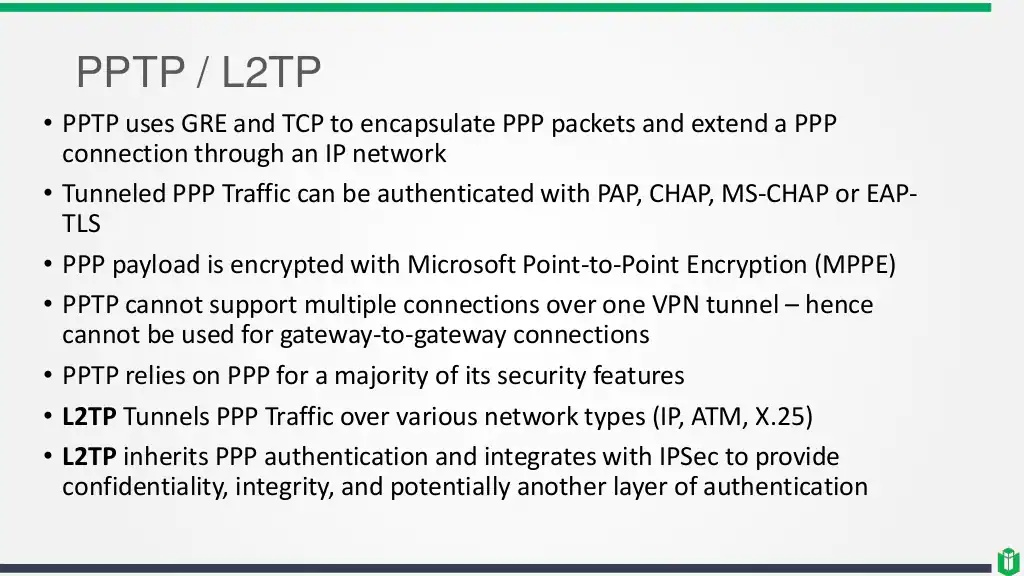 PPTP / L2TP
• PPTP uses GRE and TCP to encapsulate PPP packets and extend a PPP
connection through an IP network
• Tunneled PPP Traffic can be authenticated with PAP, CHAP, MS-CHAP or EAP-
TLS
• PPP payload is encrypted with Microsoft Point-to-Point Encryption (MPPE)
• PPTP cannot support multiple connections over one VPN tunnel – hence
cannot be used for gateway-to-gateway connections
• PPTP relies on PPP for a majority of its security features
• L2TP Tunnels PPP Traffic over various network types (IP, ATM, X.25)
• L2TP inherits PPP authentication and integrates with IPSec to provide
confidentiality, integrity, and potentially another layer of authentication